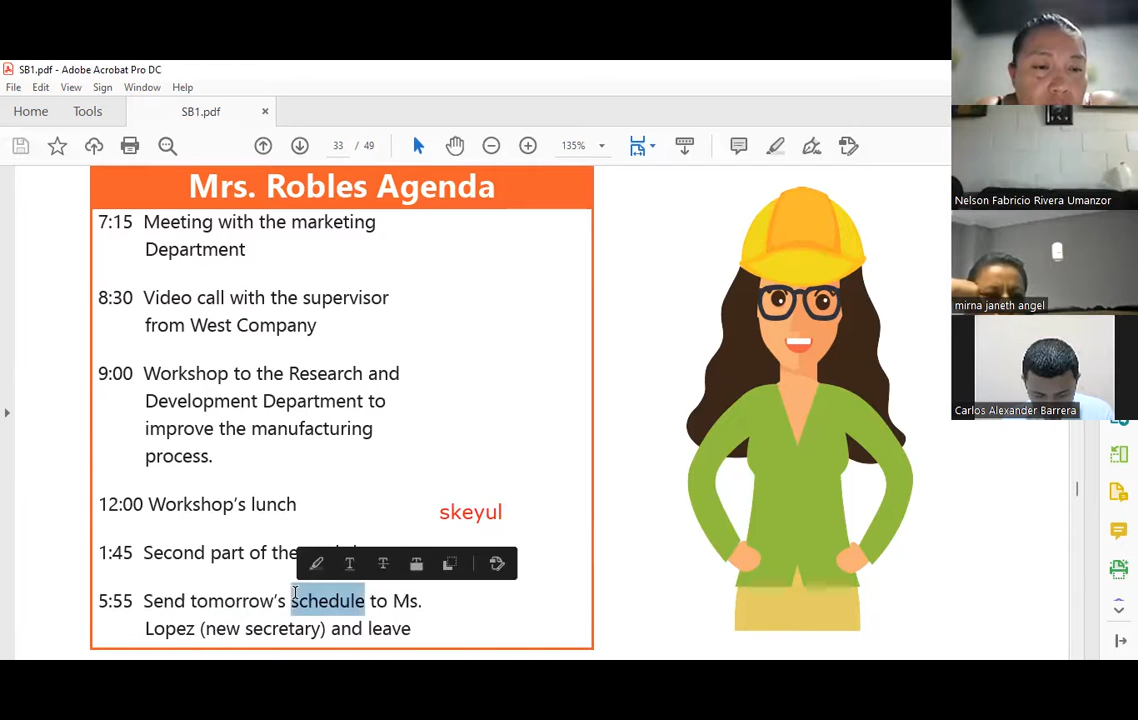 SB1.pdf - Adobe Acrobat Pro DC
File Edit View Sign Window Help
Home Tools SB1.pdf ×
33 / 49 135%
Mrs. Robles Agenda
7:15 Meeting with the marketing
Department
8:30 Video call with the supervisor
from West Company
9:00 Workshop to the Research and
Development Department to
improve the manufacturing
process.
12:00 Workshop's lunch
skeyul
1:45 Second part of the
5:55 Send tomorrow's schedule to Ms.
Lopez (new secretary) and leave
Nelson Fabricio Rivera Umanzor
mirna janeth angel
Carlos Alexander Barrera